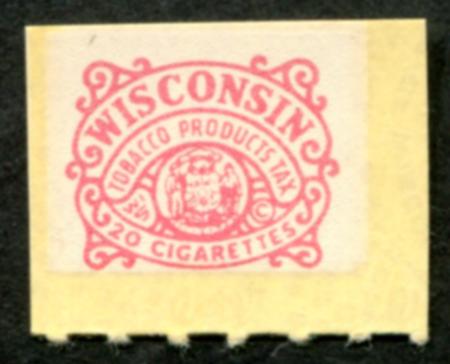 WISCONSIN
TOBACCO PRODUCTS TAX
©
20 CIGARETTES